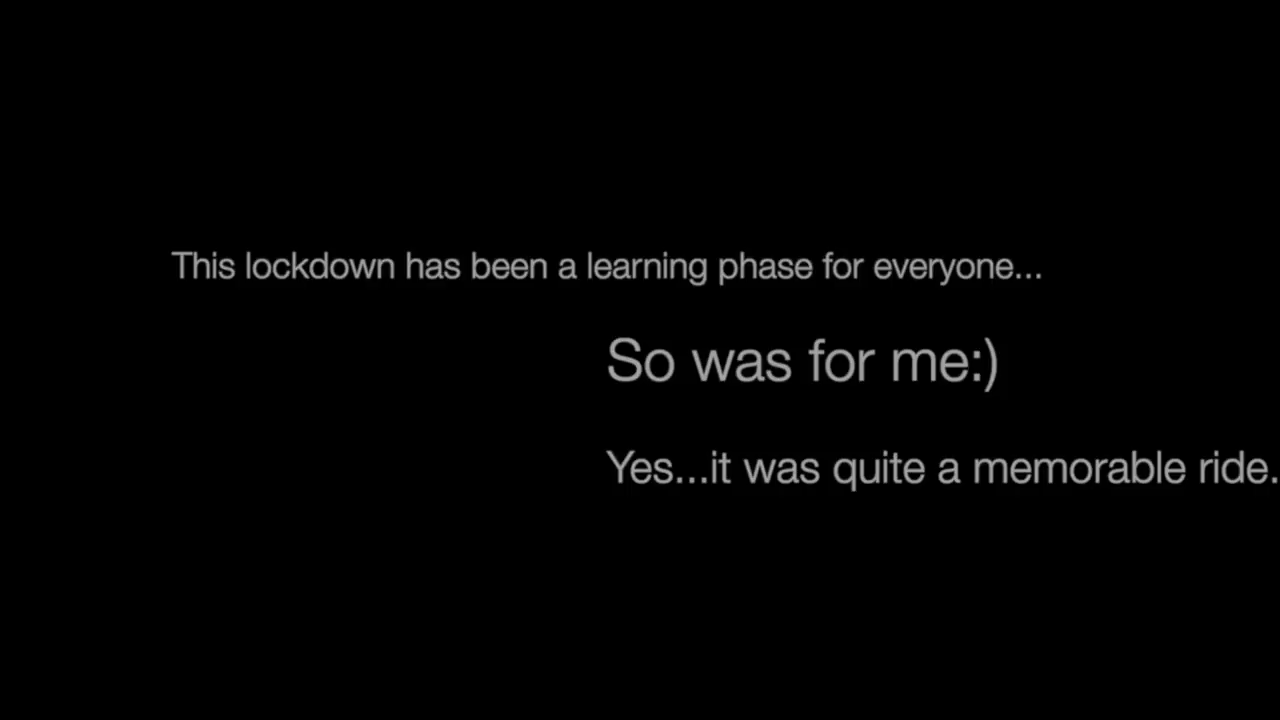 This lockdown has been a learning phase for everyone...
So was for me:)
Yes...it was quite a memorable ride.